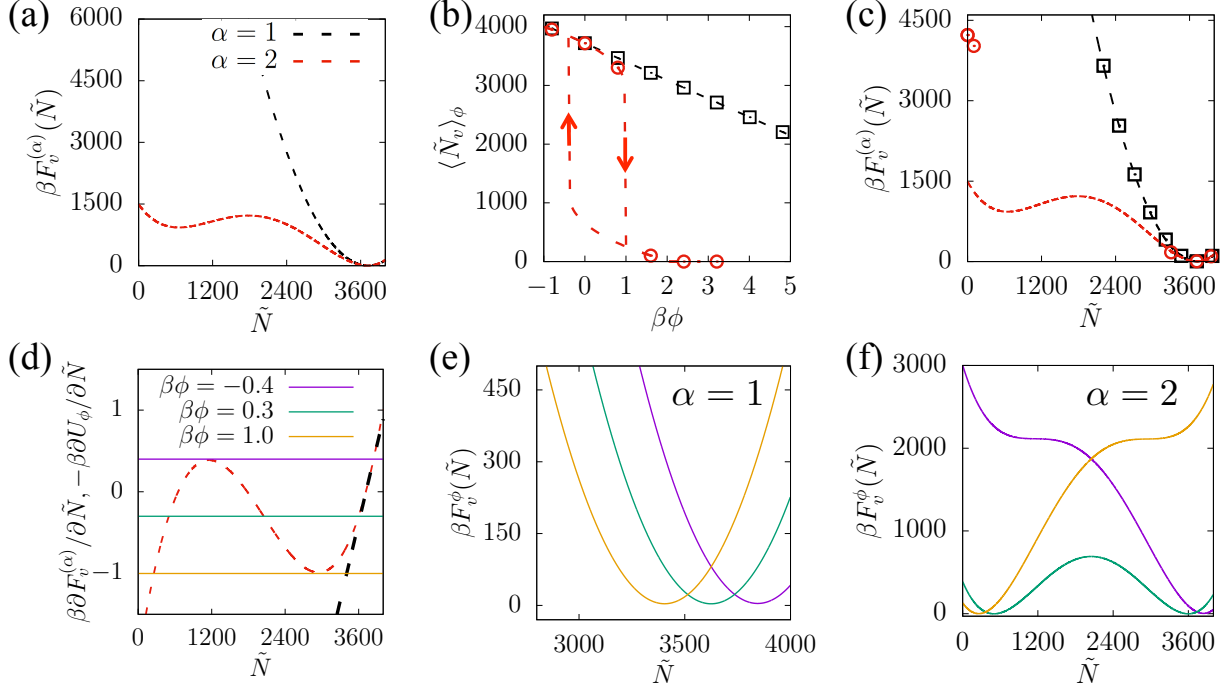 (a)
6000
4500
3000
1500
0
βF_v^{(α)}(Ñ)
α = 1
α = 2
0 1200 2400 3600
Ñ
(b)
4000
3000
2000
1000
0
⟨Ñ_v⟩_ϕ
−1 0 1 2 3 4 5
βϕ
(c)
4500
3000
1500
0
βF_v^{(α)}(Ñ)
0 1200 2400 3600
Ñ
(d)
β∂F_v^{(α)}/∂Ñ, −β∂U_ϕ/∂Ñ
1
0
−1
βϕ = −0.4
βϕ = 0.3
βϕ = 1.0
0 1200 2400 3600
Ñ
(e)
450
300
150
0
βF_v^ϕ(Ñ)
α = 1
3000 3500 4000
Ñ
(f)
3000
2000
1000
0
βF_v^ϕ(Ñ)
α = 2
0 1200 2400 3600
Ñ